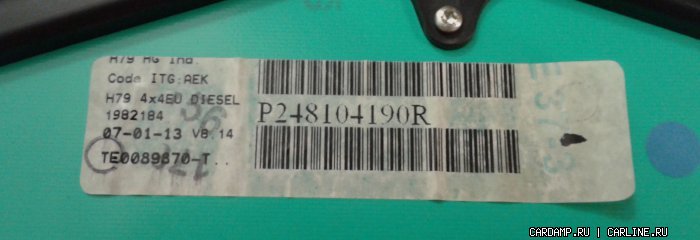 H79 HG Ind.
Code ITG:AEK
H79 4x4EU DIESEL
1982184
07-01-13 V8.14
TE0089870-T..
P248104190R
CARDAMP.RU | CARLINE.RU